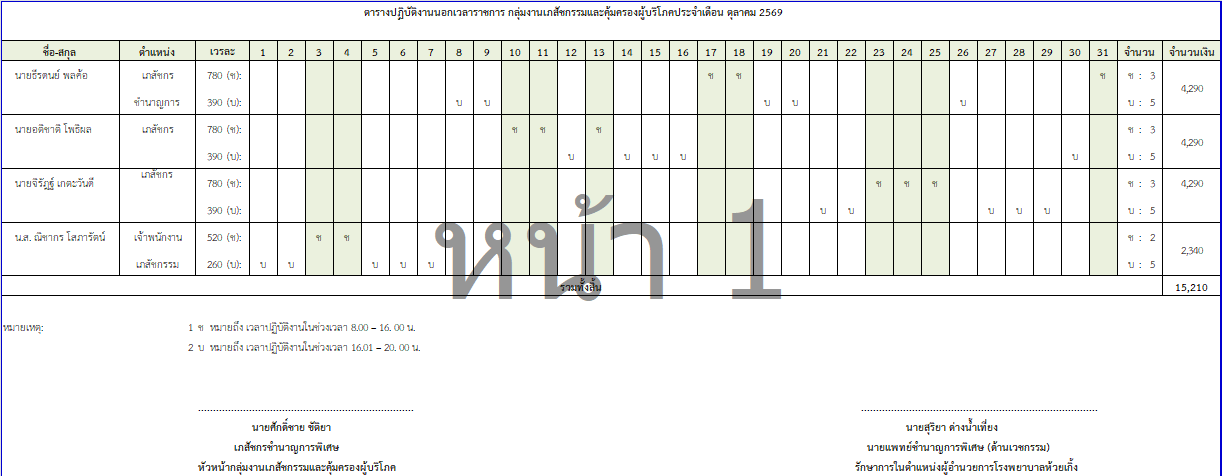 ตารางปฏิบัติงานนอกเวลาราชการ กลุ่มงานเภสัชกรรมและคุ้มครองผู้บริโภคประจำเดือน ตุลาคม 2569
ชื่อ-สกุล ตำแหน่ง เวรละ 1 2 3 4 5 6 7 8 9 10 11 12 13 14 15 16 17 18 19 20 21 22 23 24 25 26 27 28 29 30 31 จำนวน จำนวนเงิน
นายธีรตนย์ พลค้อ เภสัชกร 780 (ช): ช ช ช ช : 3
ชำนาญการ 390 (บ): บ บ บ บ บ บ : 5 4,290
นายอติชาติ โพธิผล เภสัชกร 780 (ช): ช ช ช ช : 3
390 (บ): บ บ บ บ บ บ : 5 4,290
นายจิรัฏฐ์ เกตะวันดี เภสัชกร 780 (ช): ช ช ช ช : 3 4,290
390 (บ): บ บ บ บ บ บ : 5
น.ส. ณิชากร โสภารัตน์ เจ้าพนักงาน 520 (ช): ช ช ช : 2
เภสัชกรรม 260 (บ): บ บ บ บ บ บ : 5 2,340
หน้า 1
รวมทั้งสิ้น 15,210
หมายเหตุ: 1 ช หมายถึง เวลาปฏิบัติงานในช่วงเวลา 8.00 – 16. 00 น.
2 บ หมายถึง เวลาปฏิบัติงานในช่วงเวลา 16.01 – 20. 00 น.
นายศักดิ์ชาย ขัติยา นายสุริยา ต่างน้ำเที่ยง
เภสัชกรชำนาญการพิเศษ นายแพทย์ชำนาญการพิเศษ (ด้านเวชกรรม)
หัวหน้ากลุ่มงานเภสัชกรรมและคุ้มครองผู้บริโภค รักษาการในตำแหน่งผู้อำนวยการโรงพยาบาลห้วยเกิ้ง